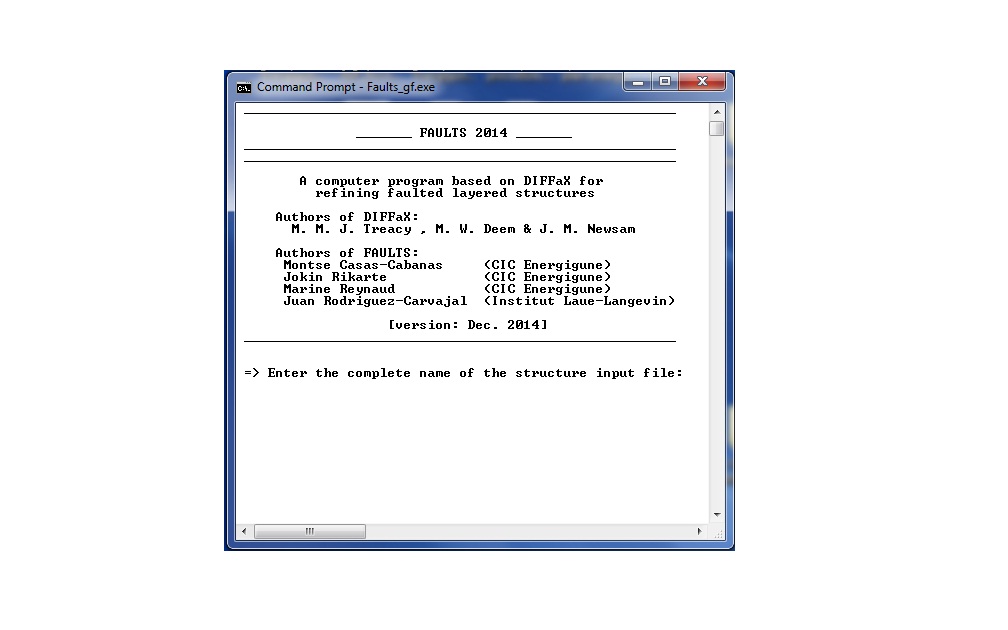 Command Prompt - Faults_gf.exe
_______ FAULTS 2014 _______
A computer program based on DIFFaX for
refining faulted layered structures
Authors of DIFFaX:
M. M. J. Treacy , M. W. Deem & J. M. Newsam
Authors of FAULTS:
Montse Casas-Cabanas (CIC Energigune)
Jokin Rikarte (CIC Energigune)
Marine Reynaud (CIC Energigune)
Juan Rodriguez-Carvajal (Institut Laue-Langevin)
[version: Dec. 2014]
=> Enter the complete name of the structure input file: